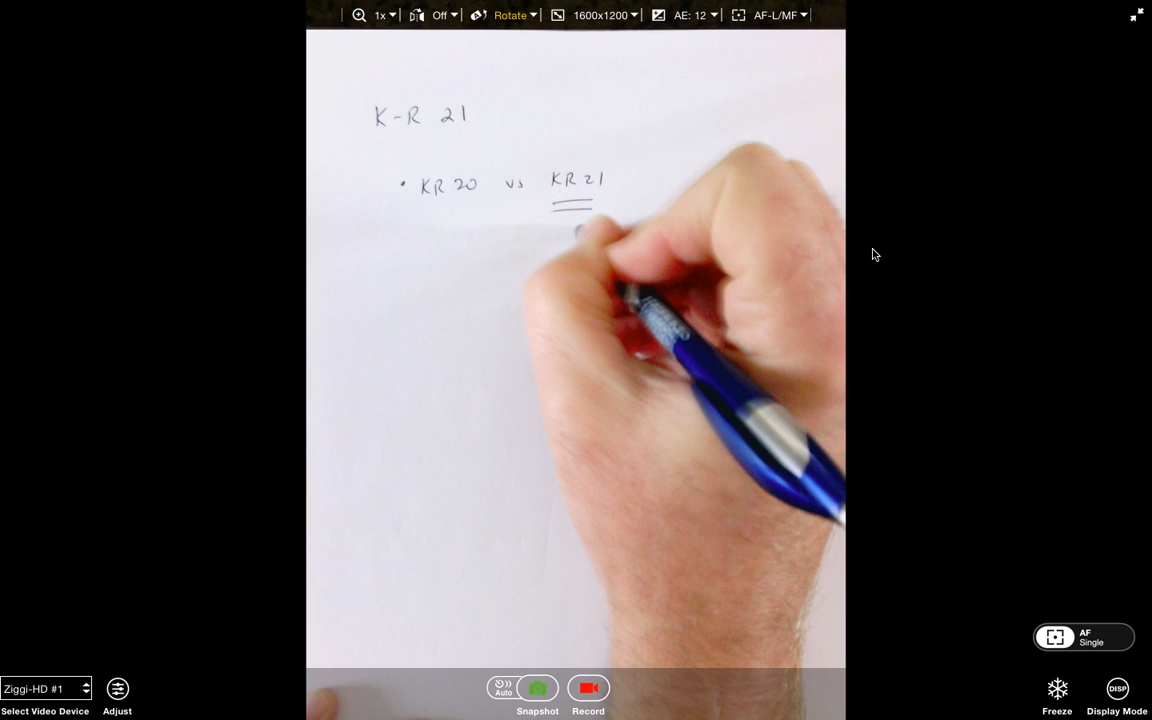 1x Off Rotate 1600x1200 AE: 12 AF-L/MF
K-R 21
• KR 20 vs KR 21
AF
Single
Ziggi-HD #1
Auto
Select Video Device Adjust Snapshot Record Freeze DISP Display Mode